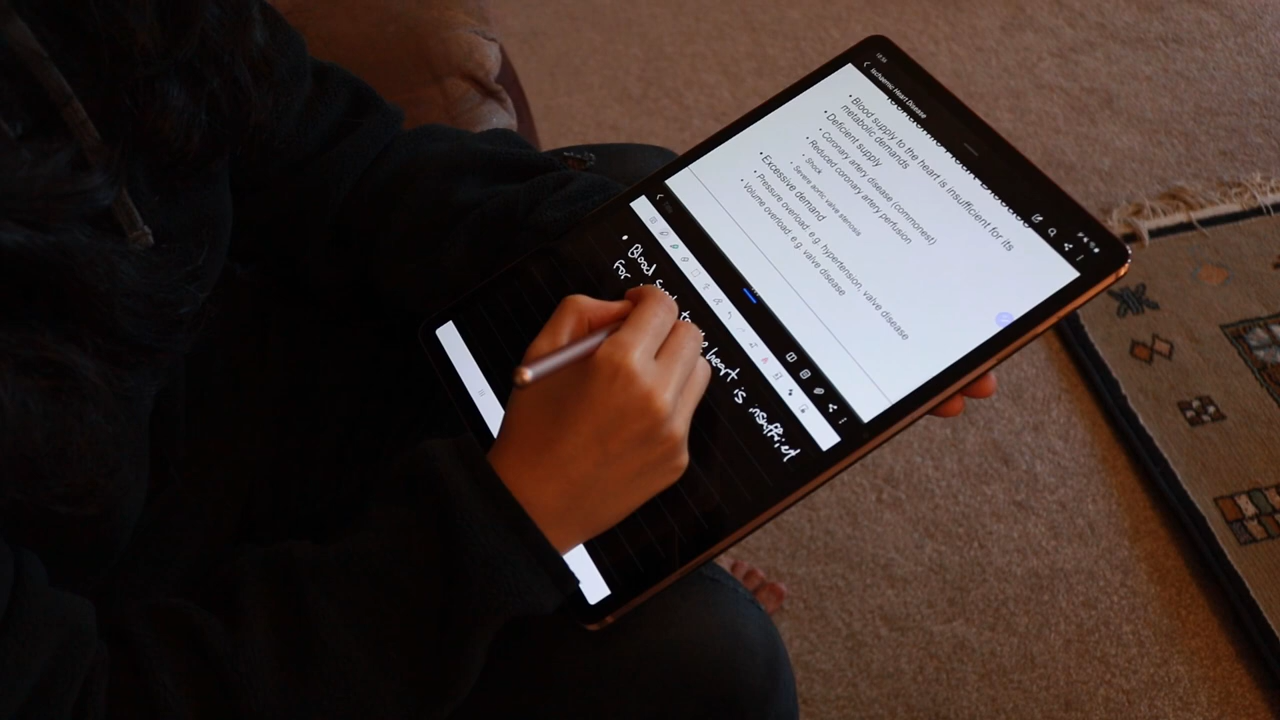 Ischaemic Heart Disease
• Blood supply to the heart is insufficient for its
metabolic demands
• Deficient supply
• Coronary artery disease (commonest)
• Reduced coronary artery perfusion
• Shock
• Severe aortic valve stenosis
• Excessive demand
• Pressure overload, e.g. hypertension, valve disease
• Volume overload, e.g. valve disease
• Blood to the heart is insufficient
for